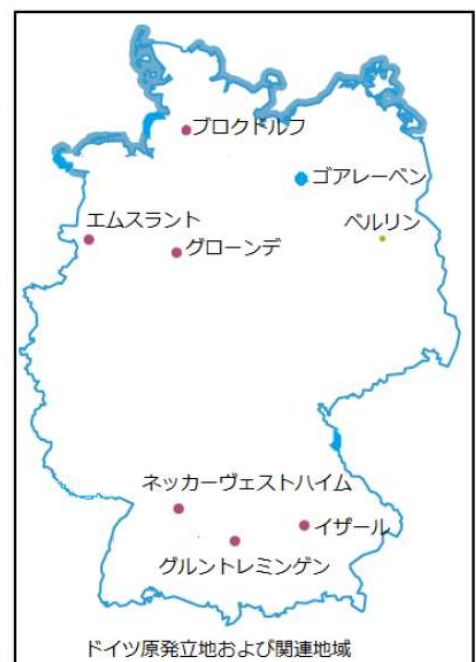 ブロクドルフ
ゴアレーベン
エムスラント
ベルリン
グローンデ
ネッカーヴェストハイム
イザール
グルントレミンゲン
ドイツ原発立地および関連地域